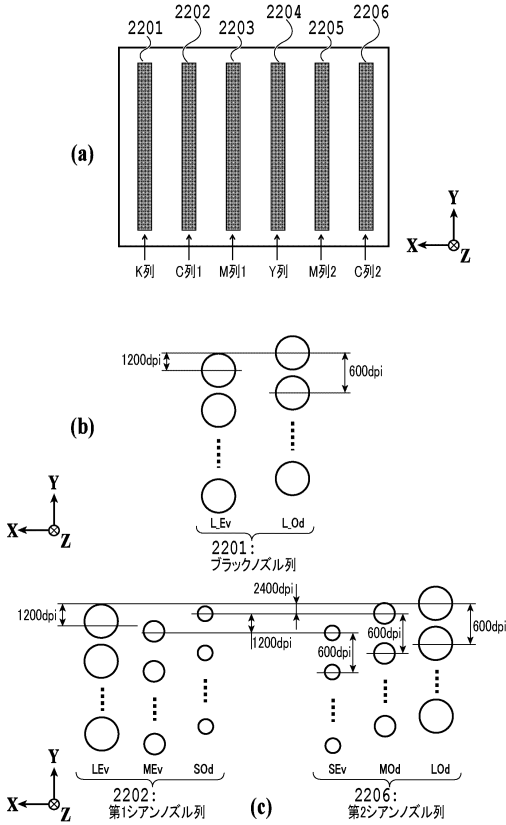 2201 2202 2203 2204 2205 2206
(a)
Y
X
Z
K列 C列1 M列1 Y列 M列2 C列2
1200dpi
600dpi
(b)
Y
X
Z
L_Ev L_Od
2201:
ブラックノズル列
2400dpi
1200dpi
1200dpi
600dpi
600dpi
600dpi
Y
X
Z
LEv MEv SOd
SEv MOd LOd
2202:
第1シアンノズル列
(c)
2206:
第2シアンノズル列